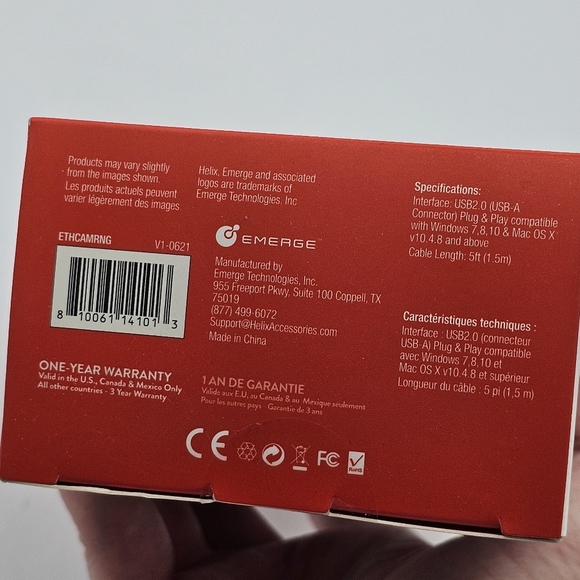 Products may vary slightly
from the images shown.
Les produits actuels peuvent
varier légèrement des images
Helix, Emerge and associated
logos are trademarks of
Emerge Technologies, Inc
ETHCAMRNG
V1-0621
8 10061 14101 3
EMERGE
Manufactured by
Emerge Technologies, Inc.
955 Freeport Pkwy, Suite 100 Coppell, TX
75019
(877) 499-6072
Support@HelixAccessories.com
Made in China
Specifications:
Interface: USB2.0 (USB-A
Connector) Plug & Play compatible
with Windows 7,8,10 & Mac OS X
v10.4.8 and above
Cable Length: 5ft (1.5m)
Caractéristiques techniques :
Interface : USB2.0 (connecteur
USB-A) Plug & Play compatible
avec Windows 7,8,10 et
Mac OS X v10.4.8 et supérieur
Longueur du câble : 5 pi (1,5 m)
ONE-YEAR WARRANTY
Valid in the U.S., Canada & Mexico Only
All other countries - 3 Year Warranty
1 AN DE GARANTIE
Valide aux E.U, au Canada & au Mexique seulement
Pour les autres pays - Garantie de 3 ans
CE
FC
RoHS